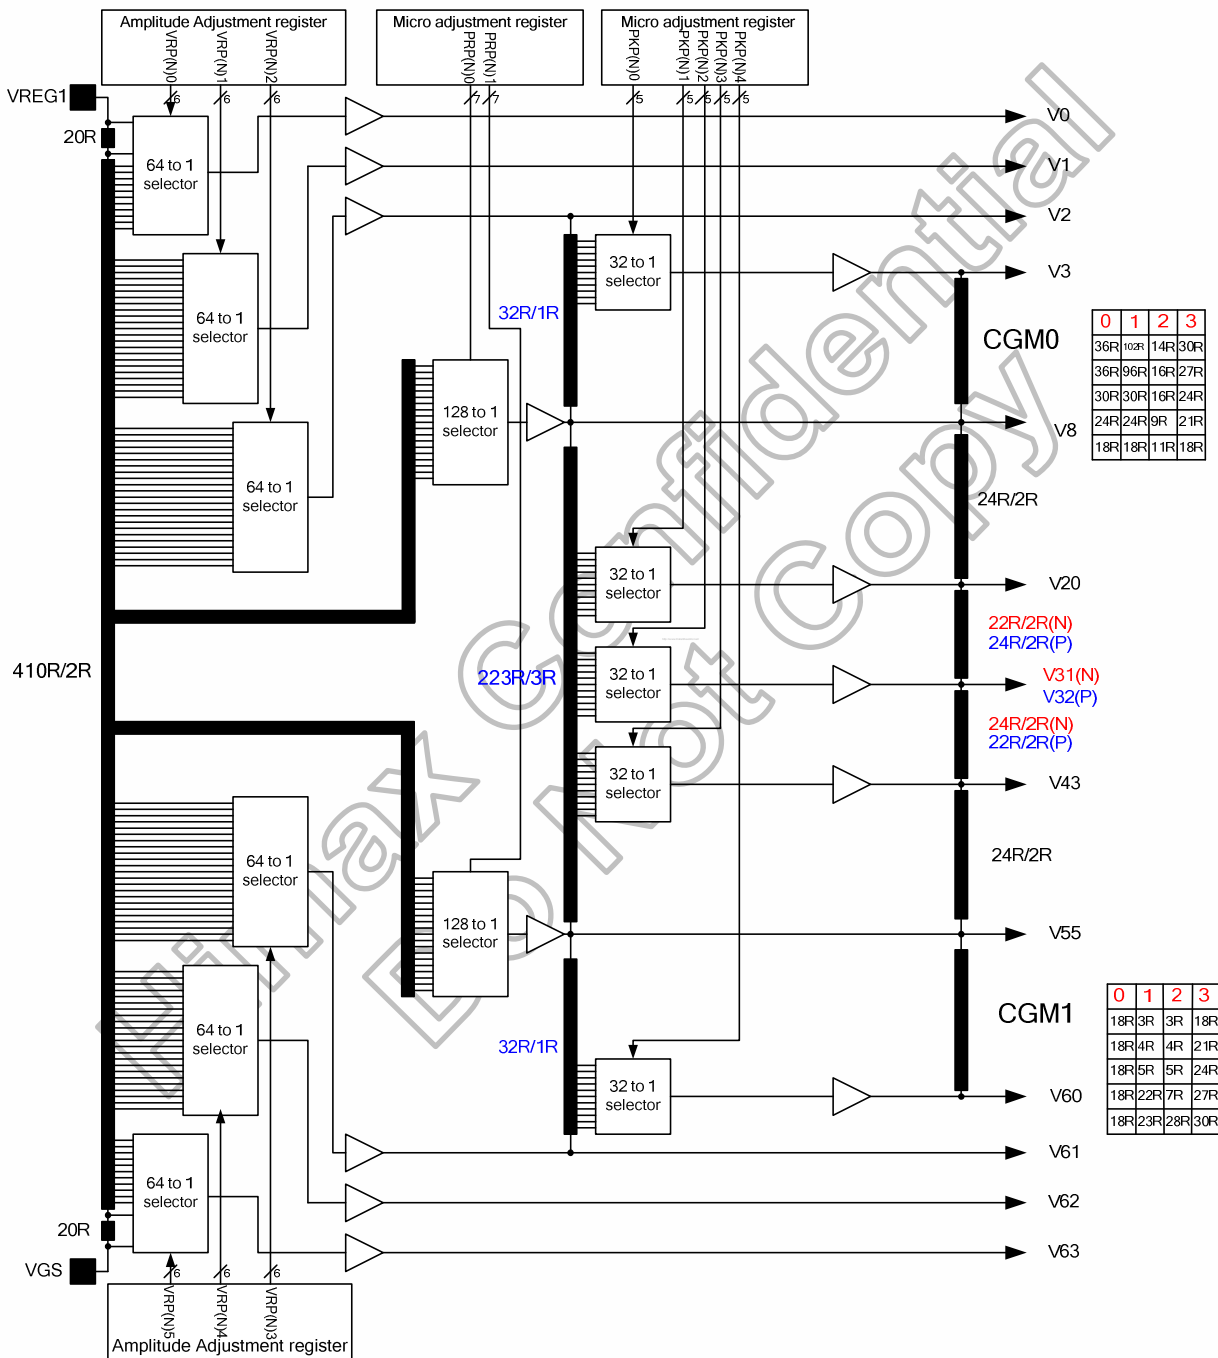 Amplitude Adjustment register
VRP(N)0
VRP(N)1
VRP(N)2
6
6
6
Micro adjustment register
PRP(N)0
PRP(N)1
7
7
Micro adjustment register
PKP(N)0
PKP(N)1
PKP(N)2
PKP(N)3
PKP(N)4
5
5
5
5
5
VREG1
20R
64 to 1
selector
V0
V1
V2
32 to 1
selector
V3
64 to 1
selector
32R/1R
CGM0
0 1 2 3
36R 102R 14R 30R
36R 96R 16R 27R
30R 30R 16R 24R
24R 24R 9R 21R
18R 18R 11R 18R
128 to 1
selector
V8
64 to 1
selector
24R/2R
32 to 1
selector
V20
22R/2R(N)
24R/2R(P)
410R/2R
223R/3R
32 to 1
selector
V31(N)
V32(P)
24R/2R(N)
22R/2R(P)
32 to 1
selector
V43
64 to 1
selector
24R/2R
128 to 1
selector
V55
64 to 1
selector
32R/1R
CGM1
0 1 2 3
18R 3R 3R 18R
18R 4R 4R 21R
18R 5R 5R 24R
18R 22R 7R 27R
18R 23R 28R 30R
32 to 1
selector
V60
64 to 1
selector
V61
V62
20R
V63
VGS
6
6
6
VRP(N)5
VRP(N)4
VRP(N)3
Amplitude Adjustment register
Himax Confidential
Do Not Copy